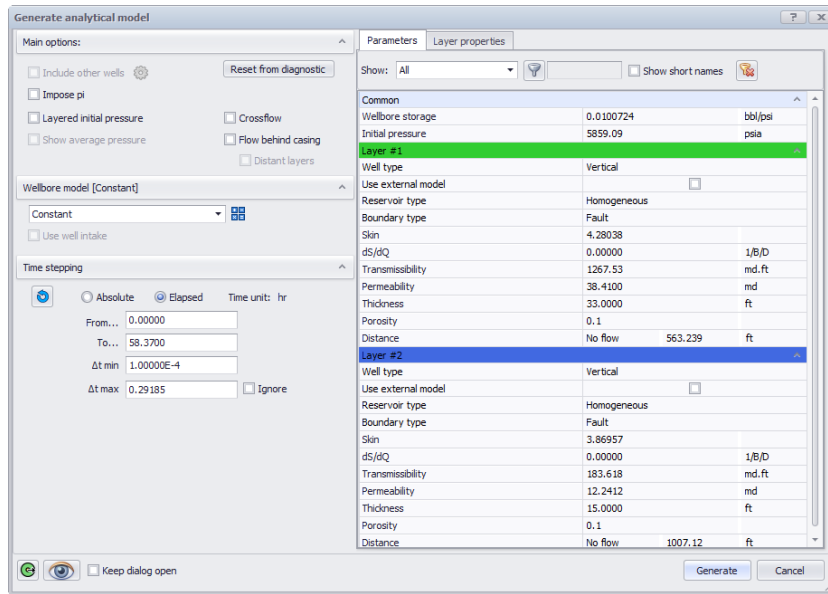 Generate analytical model
Main options:
Include other wells
Reset from diagnostic
Impose pi
Layered initial pressure
Crossflow
Show average pressure
Flow behind casing
Distant layers
Wellbore model [Constant]
Constant
Use well intake
Time stepping
Absolute Elapsed Time unit: hr
From... 0.00000
To... 58.3700
Δt min 1.00000E-4
Δt max 0.29185 Ignore
Parameters Layer properties
Show: All Show short names
Common
Wellbore storage 0.0100724 bbl/psi
Initial pressure 5859.09 psia
Layer #1
Well type Vertical
Use external model
Reservoir type Homogeneous
Boundary type Fault
Skin 4.28038
dS/dQ 0.00000 1/B/D
Transmissibility 1267.53 md.ft
Permeability 38.4100 md
Thickness 33.0000 ft
Porosity 0.1
Distance No flow 563.239 ft
Layer #2
Well type Vertical
Use external model
Reservoir type Homogeneous
Boundary type Fault
Skin 3.86957
dS/dQ 0.00000 1/B/D
Transmissibility 183.618 md.ft
Permeability 12.2412 md
Thickness 15.0000 ft
Porosity 0.1
Distance No flow 1007.12 ft
Keep dialog open
Generate Cancel